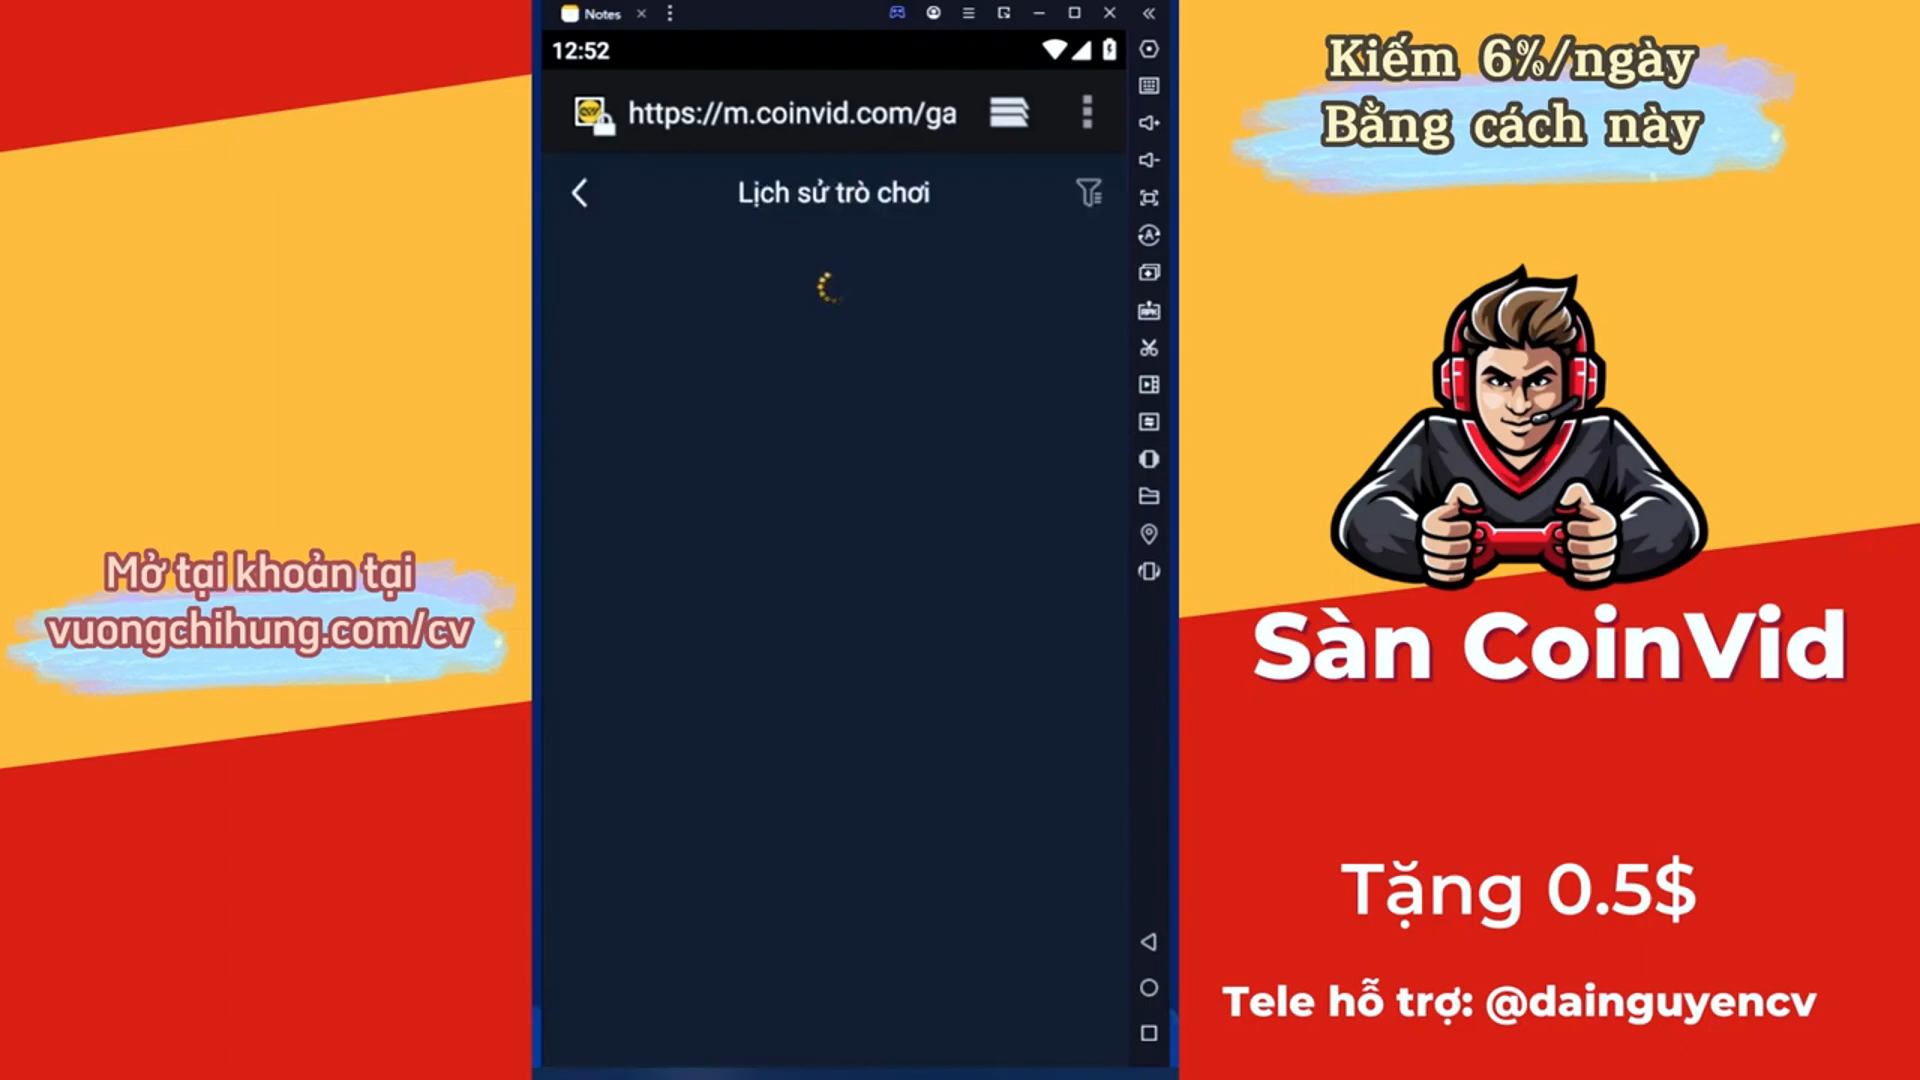 Notes
12:52
https://m.coinvid.com/ga
Lịch sử trò chơi
Kiếm 6%/ngày
Bằng cách này
Mở tại khoản tại
vuongchihung.com/cv
Sàn CoinVid
Tặng 0.5$
Tele hỗ trợ: @dainguyencv